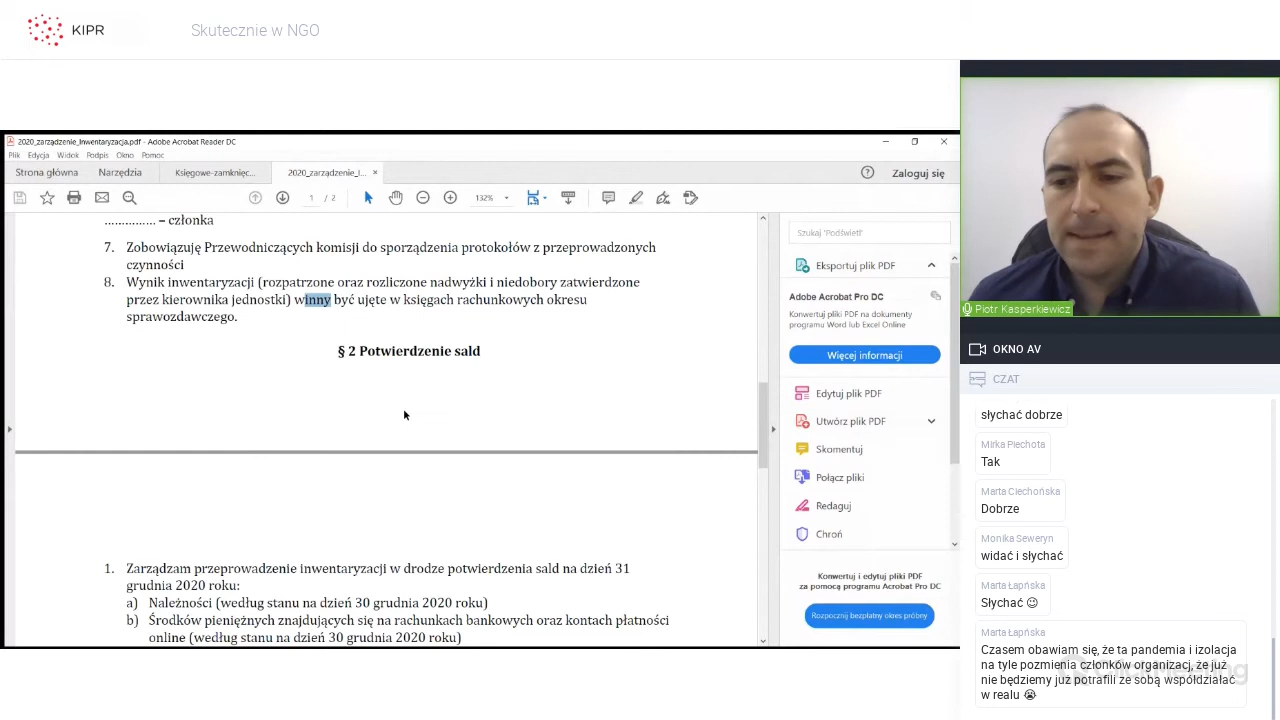 KIPR
Skutecznie w NGO
2020_zarządzenie_Inwentaryzacja.pdf - Adobe Acrobat Reader DC
Plik Edycja Widok Podpis Okno Pomoc
Strona główna Narzędzia Księgowe-zamknięc... 2020_zarządzenie_I... × Zaloguj się
1 / 2 132%
............... – członka
7. Zobowiązuję Przewodniczących komisji do sporządzenia protokołów z przeprowadzonych
czynności
8. Wynik inwentaryzacji (rozpatrzone oraz rozliczone nadwyżki i niedobory zatwierdzone
przez kierownika jednostki) winny być ujęte w księgach rachunkowych okresu
sprawozdawczego.
§ 2 Potwierdzenie sald
1. Zarządzam przeprowadzenie inwentaryzacji w drodze potwierdzenia sald na dzień 31
grudnia 2020 roku:
a) Należności (według stanu na dzień 30 grudnia 2020 roku)
b) Środków pieniężnych znajdujących się na rachunkach bankowych oraz kontach płatności
online (według stanu na dzień 30 grudnia 2020 roku)
Szukaj 'Podświetl'
Eksportuj plik PDF
Adobe Acrobat Pro DC
Konwertuj pliki PDF na dokumenty
programu Word lub Excel Online
Więcej informacji
Edytuj plik PDF
Utwórz plik PDF
Skomentuj
Połącz pliki
Redaguj
Chroń
Konwertuj i edytuj pliki PDF
za pomocą programu Acrobat Pro DC
Rozpocznij bezpłatny okres próbny
Piotr Kasperkiewicz
OKNO AV
CZAT
słychać dobrze
Mirka Piechota
Tak
Marta Ciechońska
Dobrze
Monika Seweryn
widać i słychać
Marta Łapńska
Słychać ☺
Marta Łapńska
Czasem obawiam się, że ta pandemia i izolacja
na tyle pozmienia członków organizacj, że już
nie będziemy już potrafili ze sobą współdziałać
w realu 😭
ClickMeeting